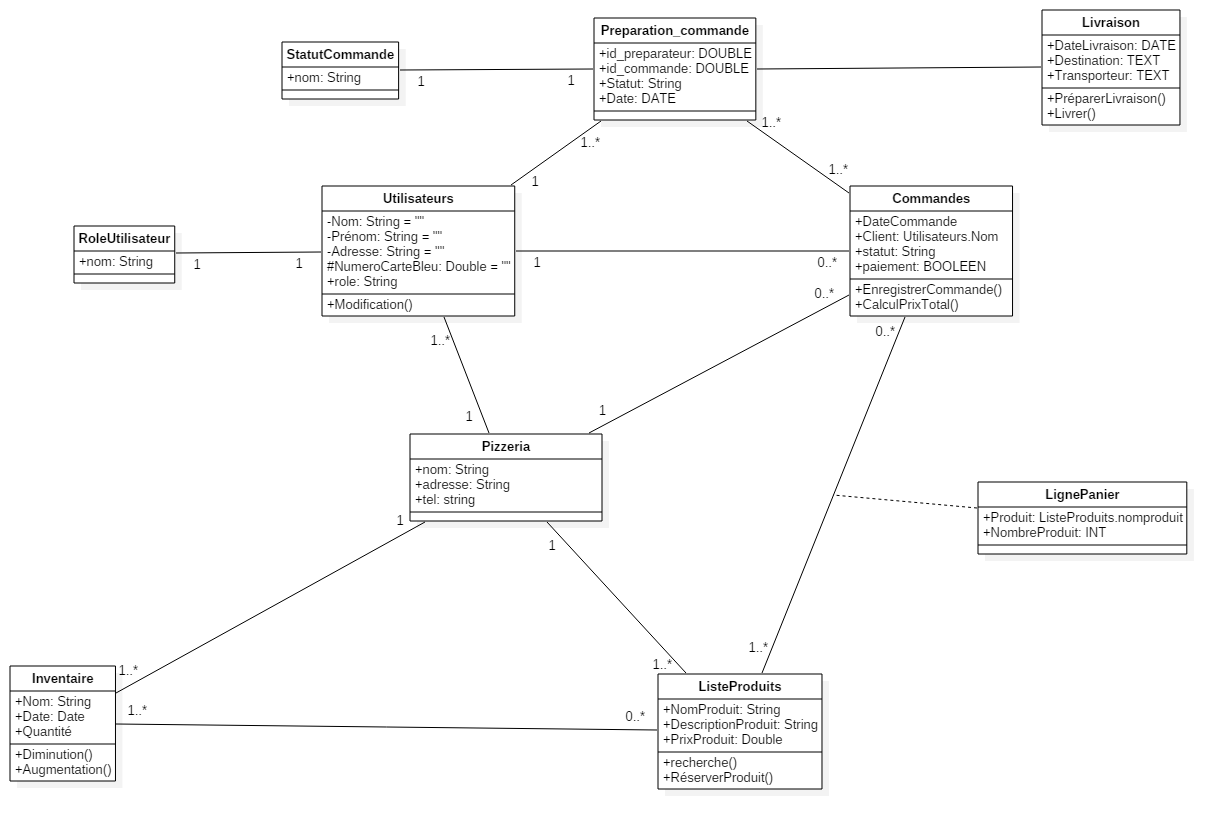 StatutCommande
+nom: String
Preparation_commande
+id_preparateur: DOUBLE
+id_commande: DOUBLE
+Statut: String
+Date: DATE
Livraison
+DateLivraison: DATE
+Destination: TEXT
+Transporteur: TEXT
+PréparerLivraison()
+Livrer()
1
1
1..*
1..*
1
1..*
RoleUtilisateur
+nom: String
Utilisateurs
-Nom: String = ""
-Prénom: String = ""
-Adresse: String = ""
#NumeroCarteBleu: Double = ""
+role: String
+Modification()
Commandes
+DateCommande
+Client: Utilisateurs.Nom
+statut: String
+paiement: BOOLEEN
+EnregistrerCommande()
+CalculPrixTotal()
1
1
1
0..*
0..*
1..*
0..*
1
1
Pizzeria
+nom: String
+adresse: String
+tel: string
LignePanier
+Produit: ListeProduits.nomproduit
+NombreProduit: INT
1
1
1..*
1..*
1..*
Inventaire
+Nom: String
+Date: Date
+Quantité
+Diminution()
+Augmentation()
1..*
0..*
ListeProduits
+NomProduit: String
+DescriptionProduit: String
+PrixProduit: Double
+recherche()
+RéserverProduit()